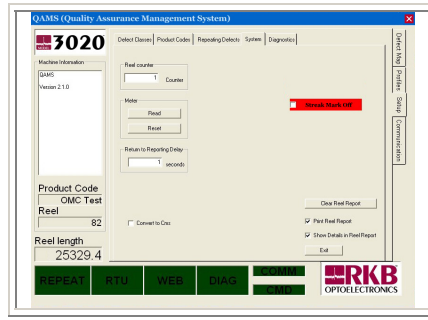 QAMS (Quality Assurance Management System)
3020
Machine Information
QAMS
Version 2.1.0
Product Code
OMC Test
Reel
82
Reel length
25329.4
Defect Classes
Product Codes
Repeating Defects
System
Diagnostics
Reel counter
1
Counter
Meter
Read
Reset
Return to Reporting Delay
1
seconds
Convert to Cms
Streak Mark Off
Clear Reel Report
Print Reel Report
Show Details in Reel Report
Exit
Defect Map
Profiles
Setup
Communication
REPEAT
RTU
WEB
DIAG
COMM
CMD
RKB
OPTOELECTRONICS